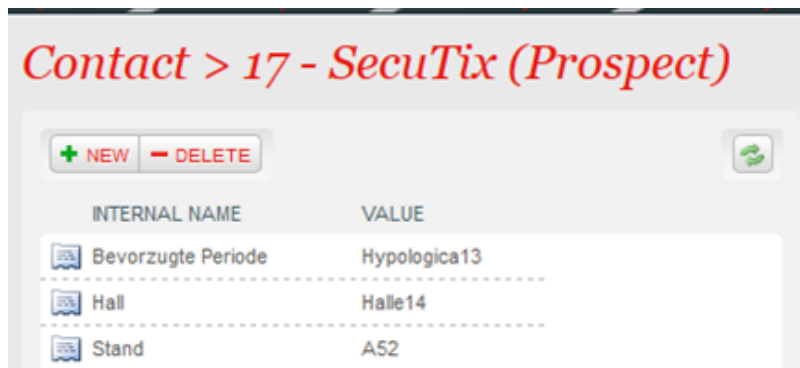 Contact > 17 - SecuTix (Prospect)
NEW DELETE
INTERNAL NAME VALUE
Bevorzugte Periode Hypologica13
Hall Halle14
Stand A52